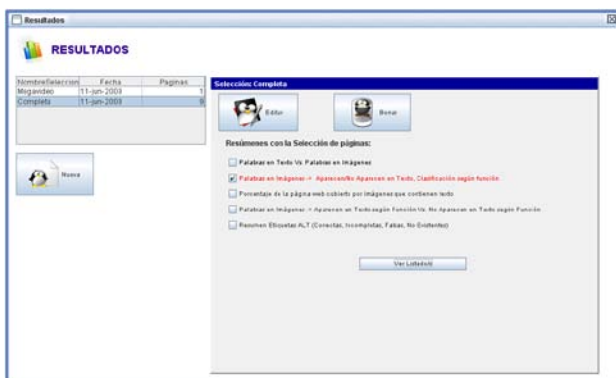 Resultados
RESULTADOS
NombreSeleccion Fecha Paginas
Megavideo 11-jun-2009 1
Completa 11-jun-2009 9
Nueva
Selección: Completa
Editar
Borrar
Resúmenes con la Selección de páginas:
Palabras en Texto Vs. Palabras en Imágenes
Palabras en Imágenes -> Aparecen/No Aparecen en Texto, Clasificación según función
Porcentaje de la página web cubierto por imágenes que contienen texto
Palabras en Imágenes -> Aparecen en Texto según Función Vs. No Aparecen en Texto según Función
Resumen Etiquetas ALT (Correctas, Incompletas, Falsas, No Existentes)
Ver Listado(s)